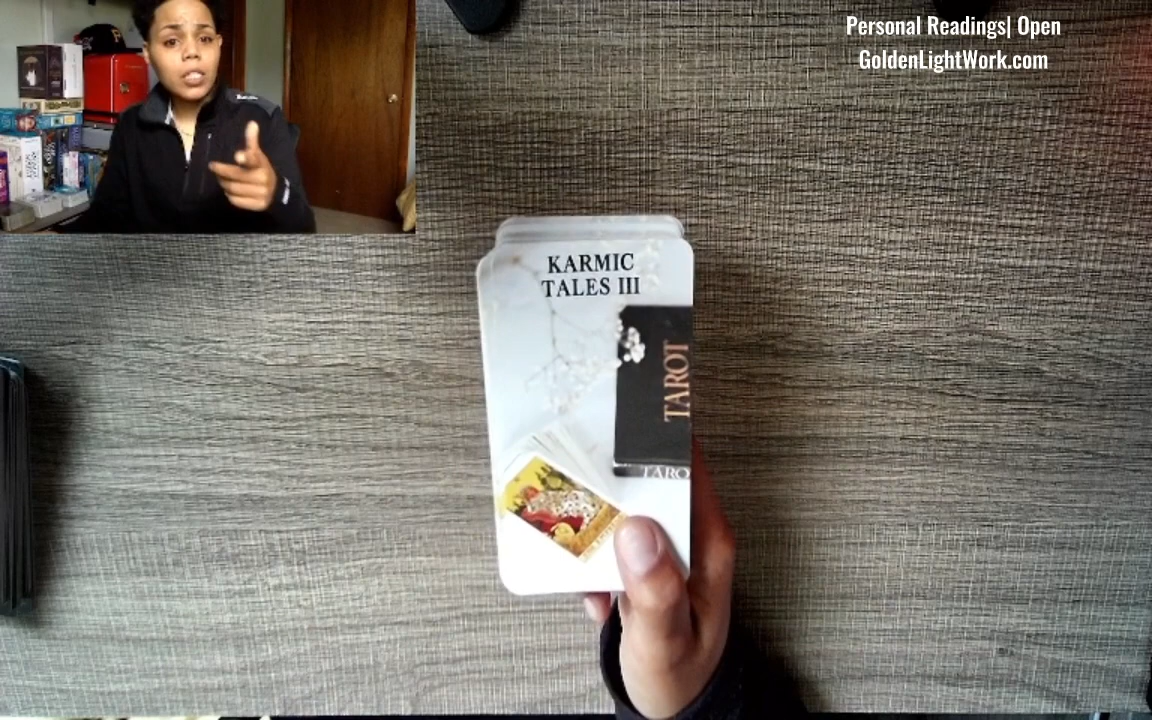 Personal Readings| Open
GoldenLightWork.com
KARMIC
TALES III
TAROT
TARO